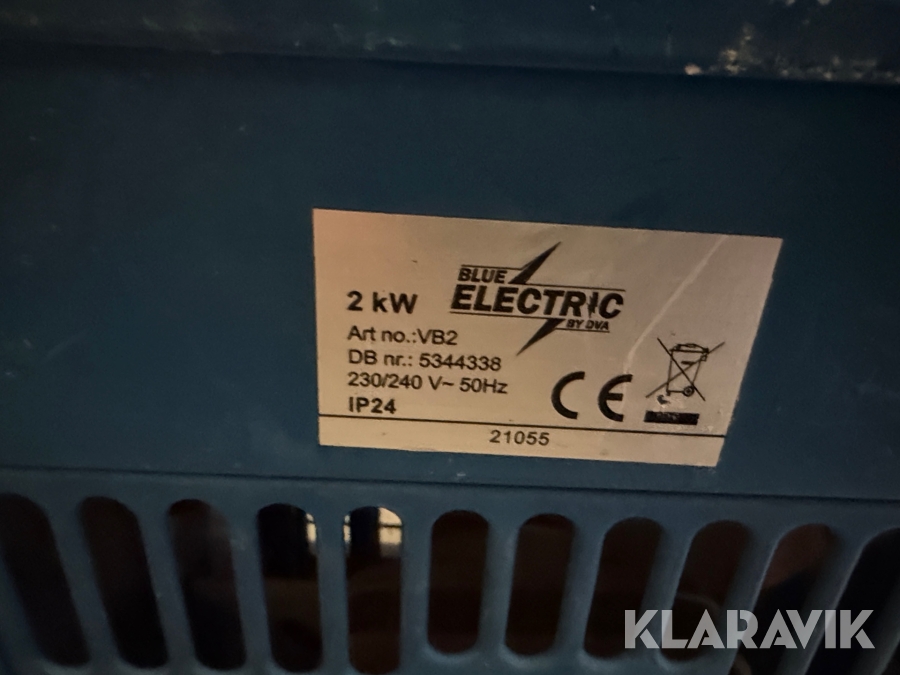 BLUE
ELECTRIC
BY DVA
2 kW
Art no.:VB2
DB nr.: 5344338
230/240 V~ 50Hz
IP24
CE
21055
KLARAVIK